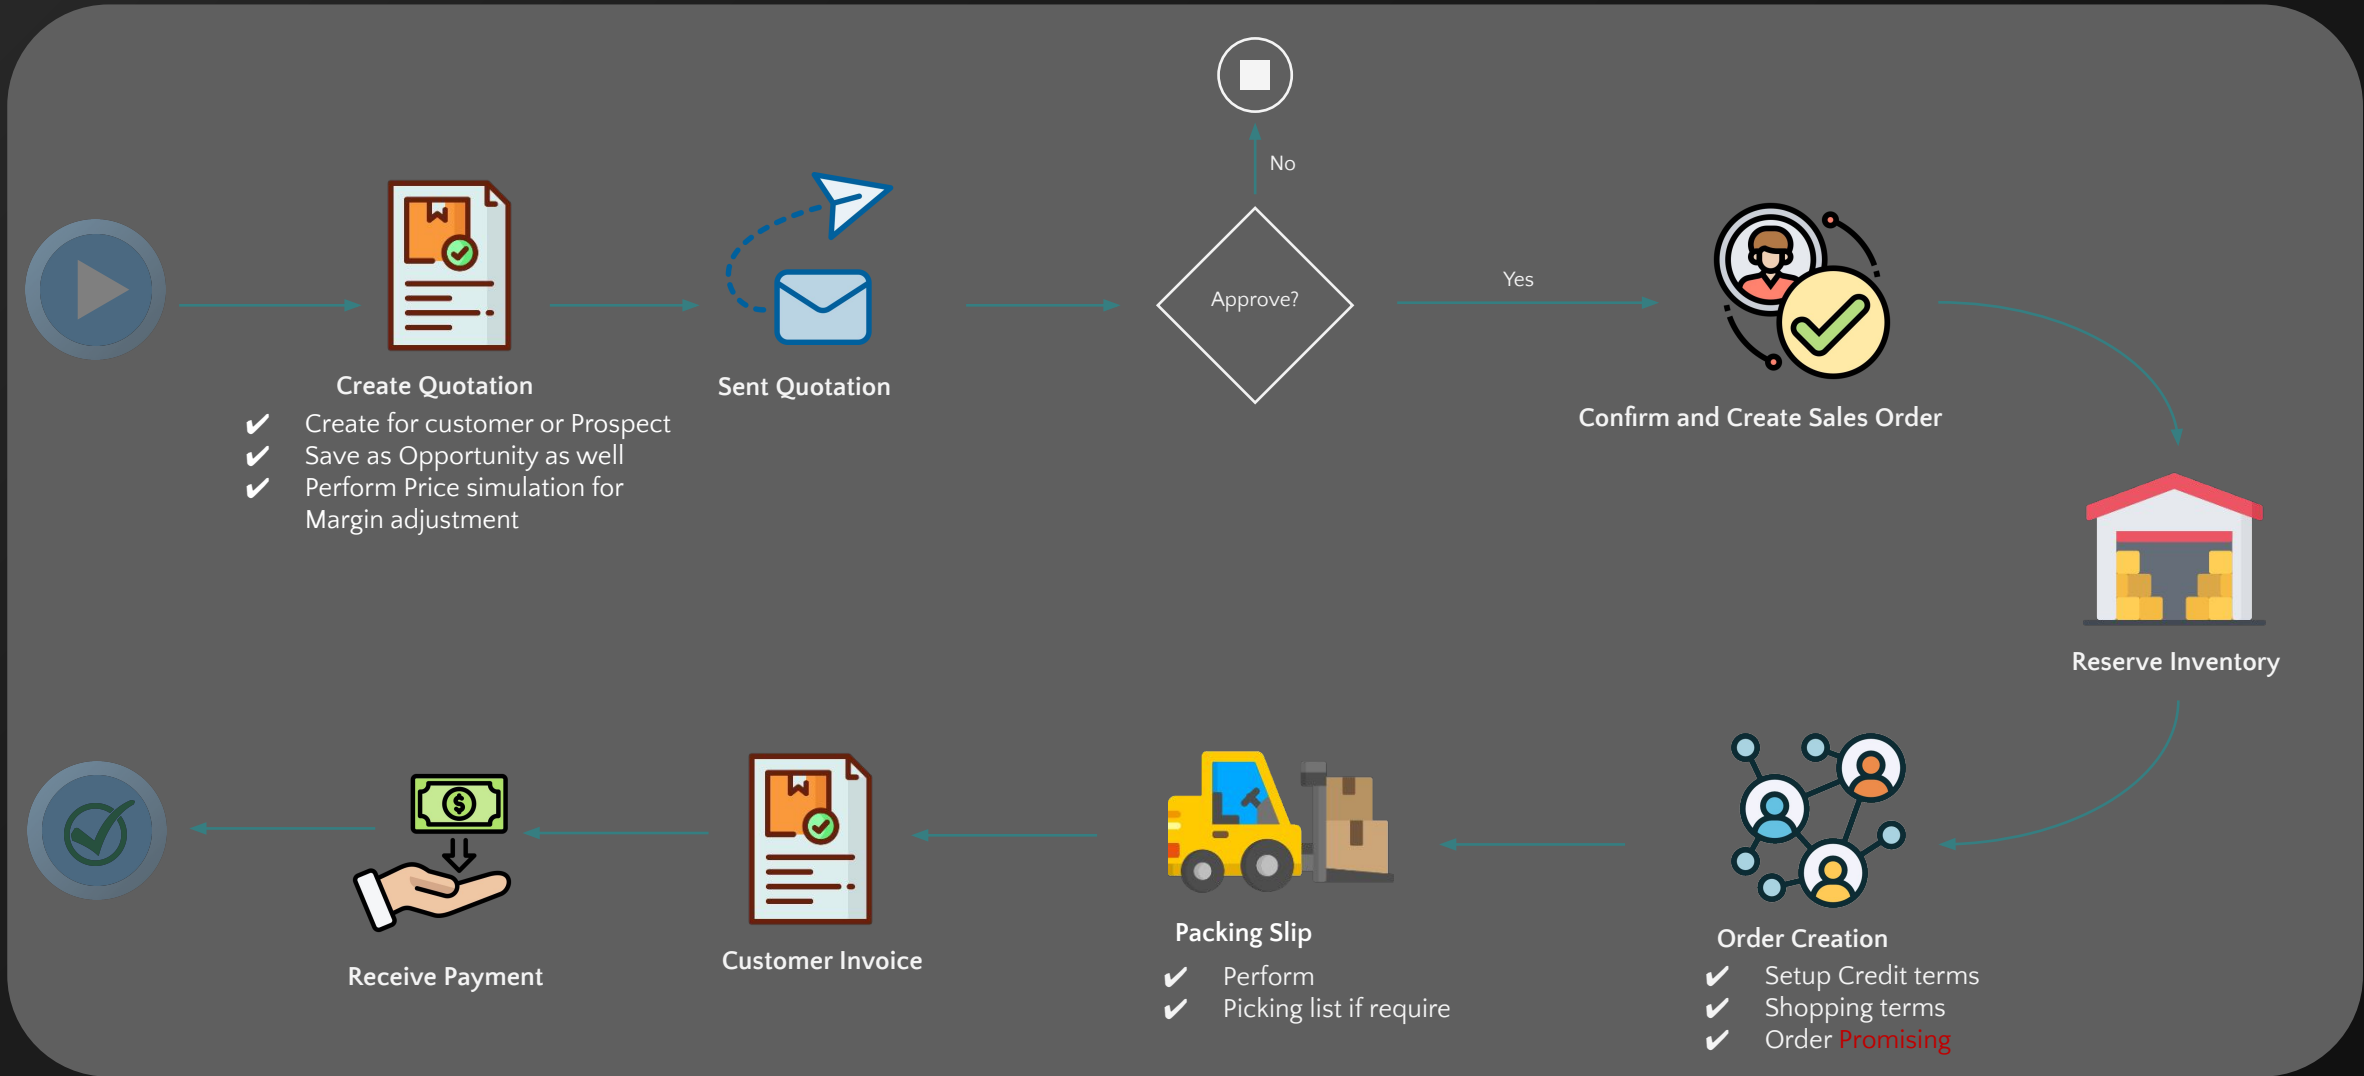 No
Approve?
Yes
Create Quotation
✔ Create for customer or Prospect
✔ Save as Opportunity as well
✔ Perform Price simulation for
Margin adjustment
Sent Quotation
Confirm and Create Sales Order
Reserve Inventory
Order Creation
✔ Setup Credit terms
✔ Shopping terms
✔ Order Promising
Packing Slip
✔ Perform
✔ Picking list if require
Customer Invoice
Receive Payment